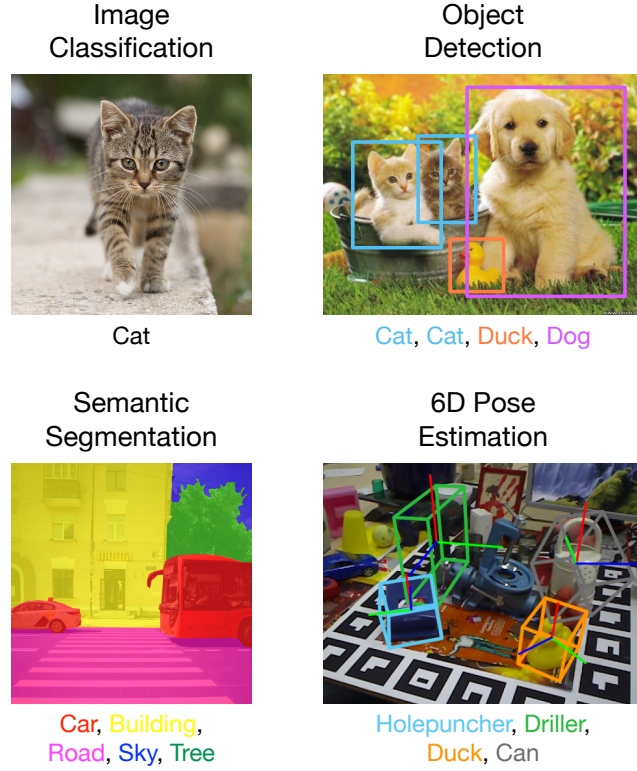 Image
Classification
Object
Detection
Cat
Cat, Cat, Duck, Dog
Semantic
Segmentation
6D Pose
Estimation
Car, Building,
Road, Sky, Tree
Holepuncher, Driller,
Duck, Can